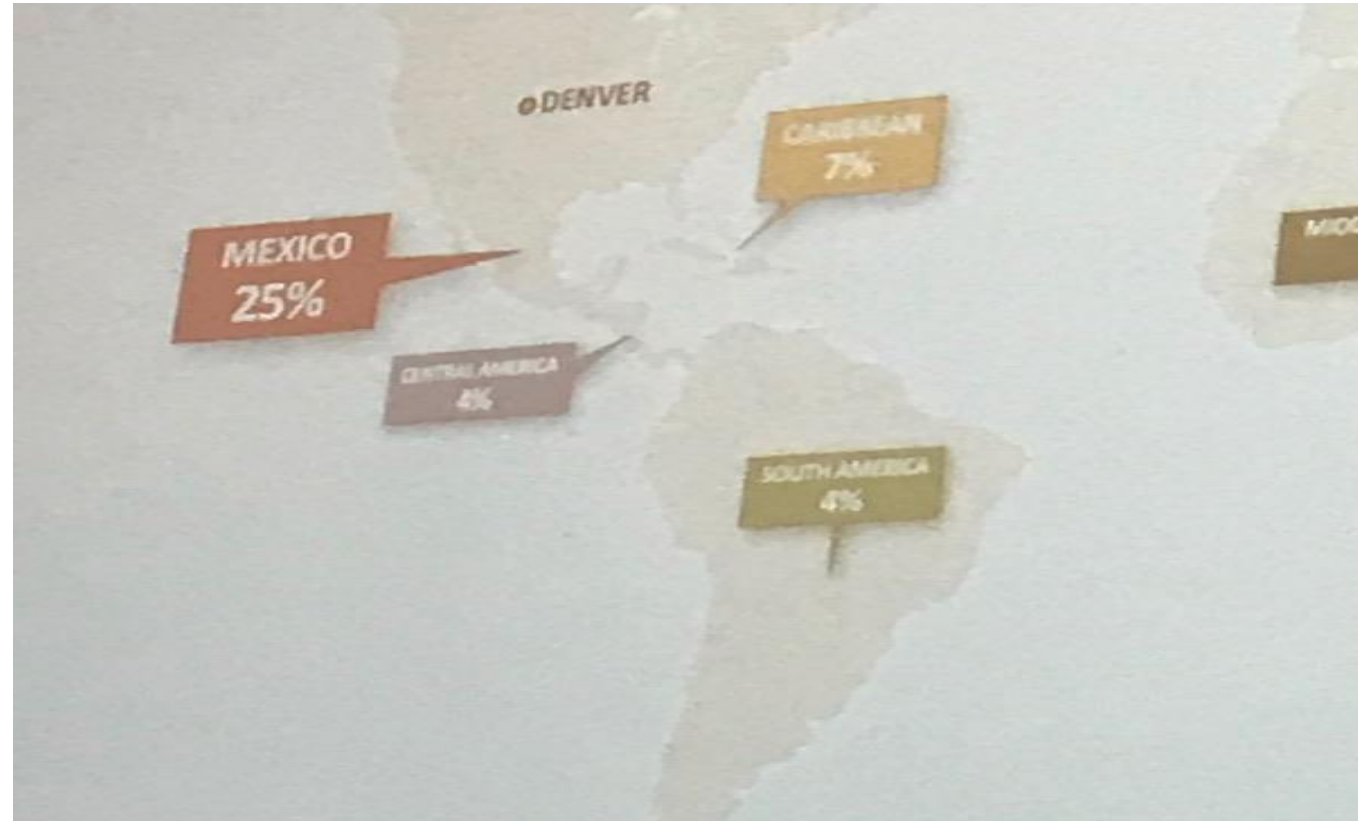 DENVER
CARIBBEAN
7%
MEXICO
25%
CENTRAL AMERICA
4%
SOUTH AMERICA
4%